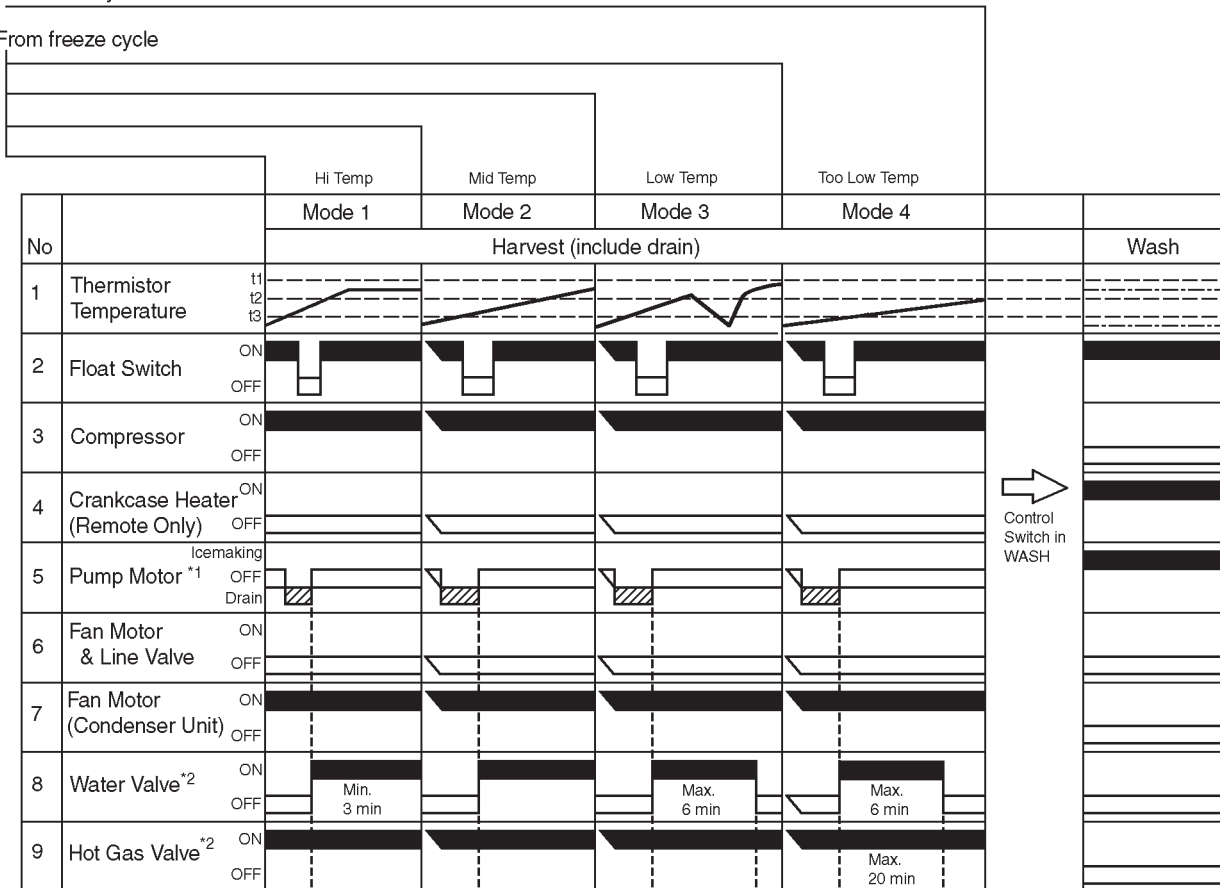 From freeze cycle
Hi Temp Mid Temp Low Temp Too Low Temp
Mode 1 Mode 2 Mode 3 Mode 4
No Harvest (include drain) Wash
1 Thermistor Temperature t1 t2 t3
2 Float Switch ON OFF
3 Compressor ON OFF
4 Crankcase Heater (Remote Only) ON OFF
Control
Switch in
WASH
5 Pump Motor *1 Icemaking OFF Drain
6 Fan Motor & Line Valve ON OFF
7 Fan Motor (Condenser Unit) ON OFF
8 Water Valve*2 ON OFF
Min. 3 min
Max. 6 min
Max. 6 min
9 Hot Gas Valve*2 ON OFF
Max. 20 min